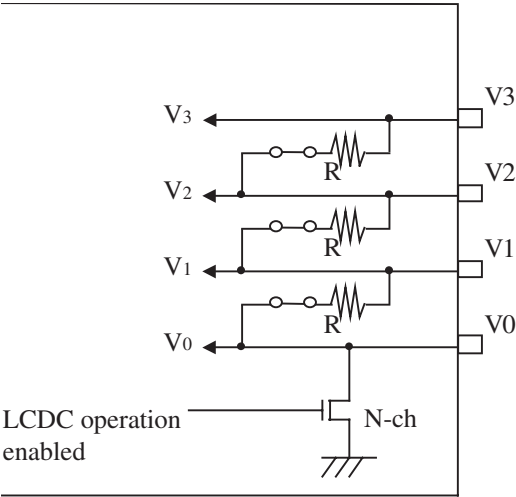 V3
V3
R
V2
V2
R
V1
V1
R
V0
V0
LCDC operation
enabled
N-ch